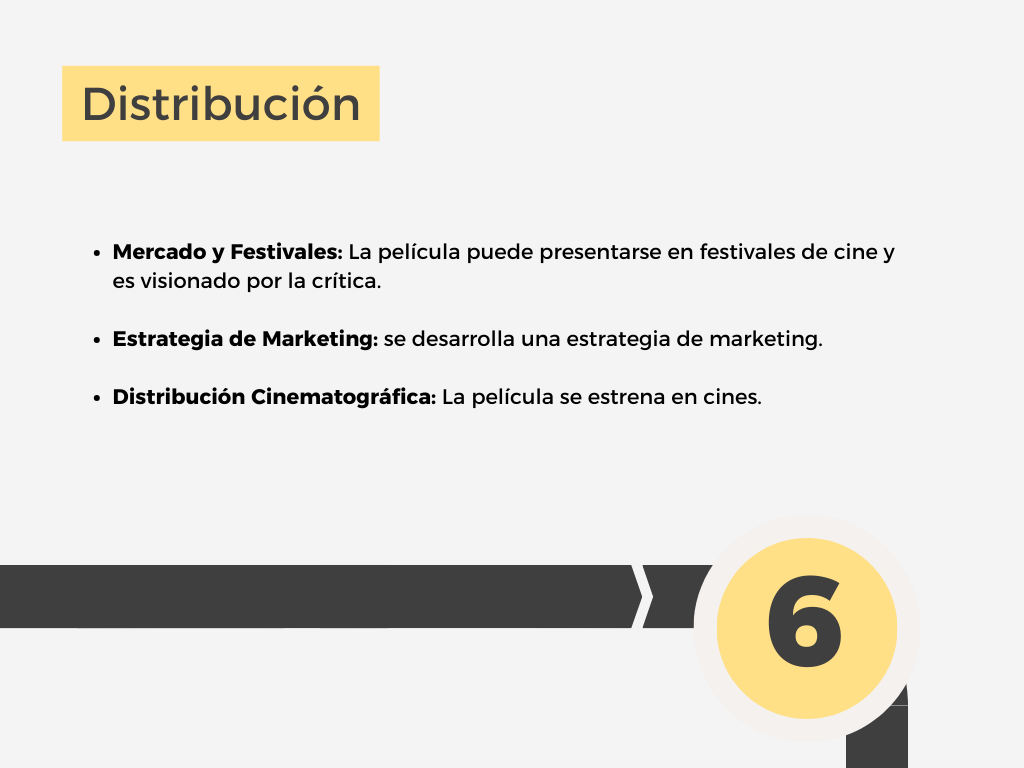 Distribución
• Mercado y Festivales: La película puede presentarse en festivales de cine y
es visionado por la crítica.
• Estrategia de Marketing: se desarrolla una estrategia de marketing.
• Distribución Cinematográfica: La película se estrena en cines.
6